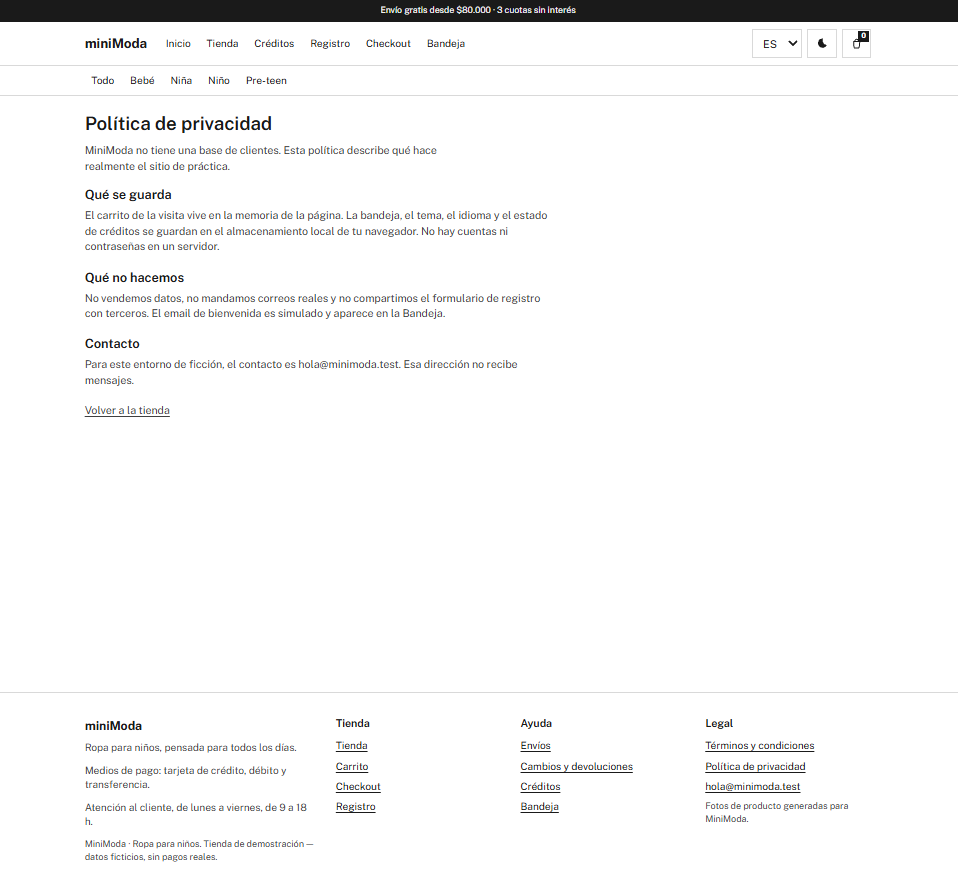 Envío gratis desde $80.000 · 3 cuotas sin interés
miniModa Inicio Tienda Créditos Registro Checkout Bandeja ES 0
Todo Bebé Niña Niño Pre-teen
Política de privacidad
MiniModa no tiene una base de clientes. Esta política describe qué hace
realmente el sitio de práctica.
Qué se guarda
El carrito de la visita vive en la memoria de la página. La bandeja, el tema, el idioma y el estado
de créditos se guardan en el almacenamiento local de tu navegador. No hay cuentas ni
contraseñas en un servidor.
Qué no hacemos
No vendemos datos, no mandamos correos reales y no compartimos el formulario de registro
con terceros. El email de bienvenida es simulado y aparece en la Bandeja.
Contacto
Para este entorno de ficción, el contacto es hola@minimoda.test. Esa dirección no recibe
mensajes.
Volver a la tienda
miniModa
Ropa para niños, pensada para todos los días.
Medios de pago: tarjeta de crédito, débito y
transferencia.
Atención al cliente, de lunes a viernes, de 9 a 18
h.
MiniModa · Ropa para niños. Tienda de demostración —
datos ficticios, sin pagos reales.
Tienda
Tienda
Carrito
Checkout
Registro
Ayuda
Envíos
Cambios y devoluciones
Créditos
Bandeja
Legal
Términos y condiciones
Política de privacidad
hola@minimoda.test
Fotos de producto generadas para
MiniModa.